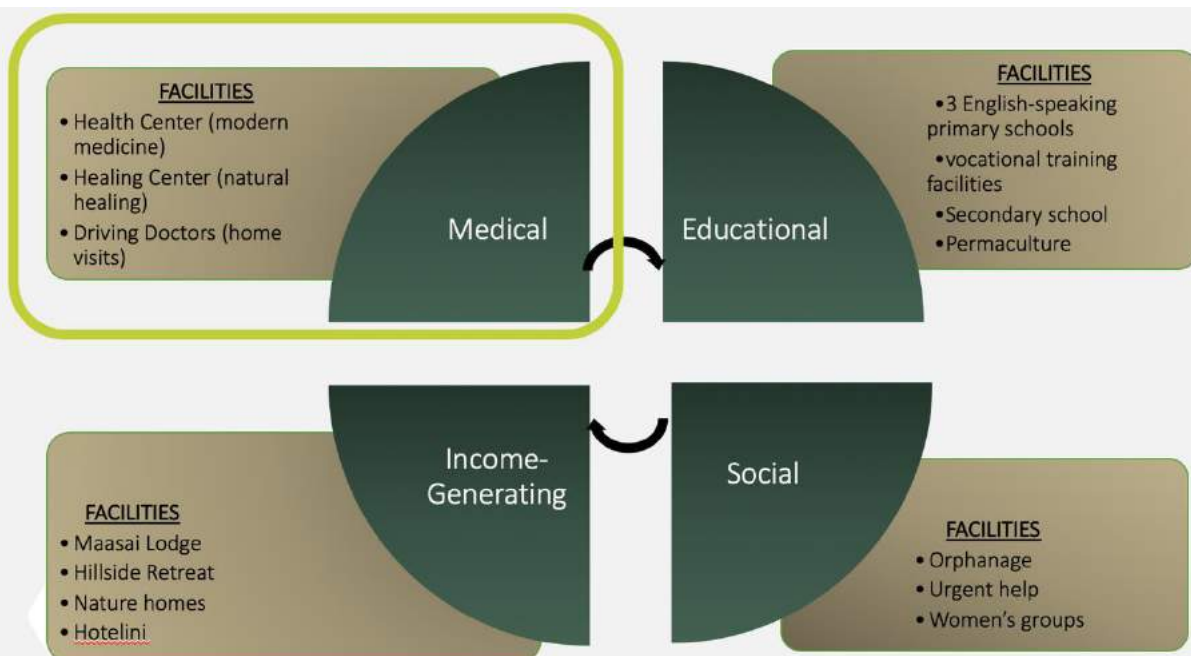 FACILITIES
• Health Center (modern
medicine)
• Healing Center (natural
healing)
• Driving Doctors (home
visits)
Medical
Educational
FACILITIES
•3 English-speaking
primary schools
•vocational training
facilities
•Secondary school
•Permaculture
Income-
Generating
FACILITIES
• Maasai Lodge
• Hillside Retreat
• Nature homes
• Hotelini
Social
FACILITIES
• Orphanage
• Urgent help
• Women’s groups